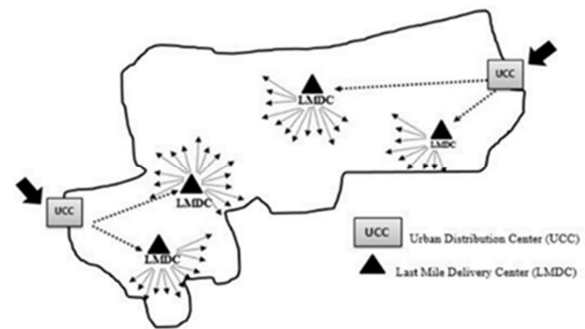 UCC
LMDC
LMDC
LMDC
UCC
LMDC
UCC Urban Distribution Center (UCC)
Last Mile Delivery Center (LMDC)